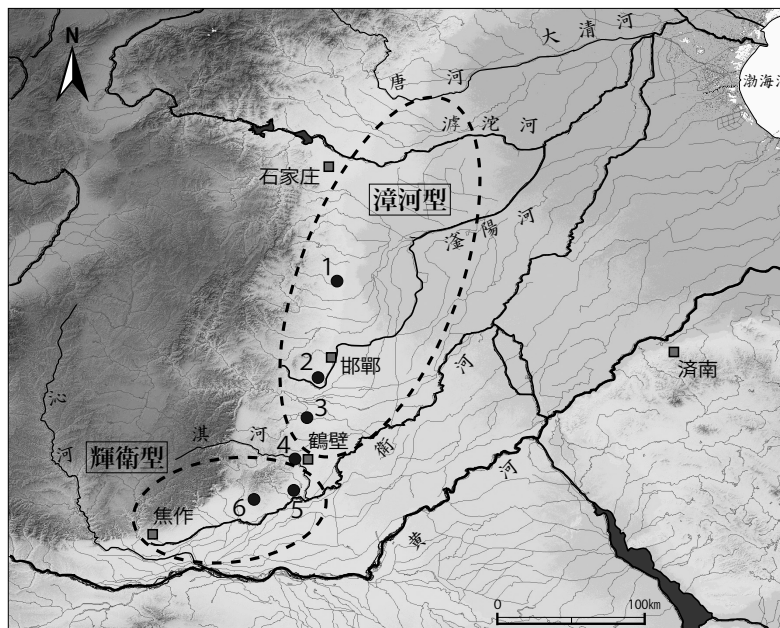 N
大清河
唐河
渤海湾
滹沱河
石家庄
漳河型
滏陽河
1
2
邯鄲
済南
3
沁河
淇河
4
鶴壁
衛河
輝衛型
5
6
焦作
黄河
0
100km